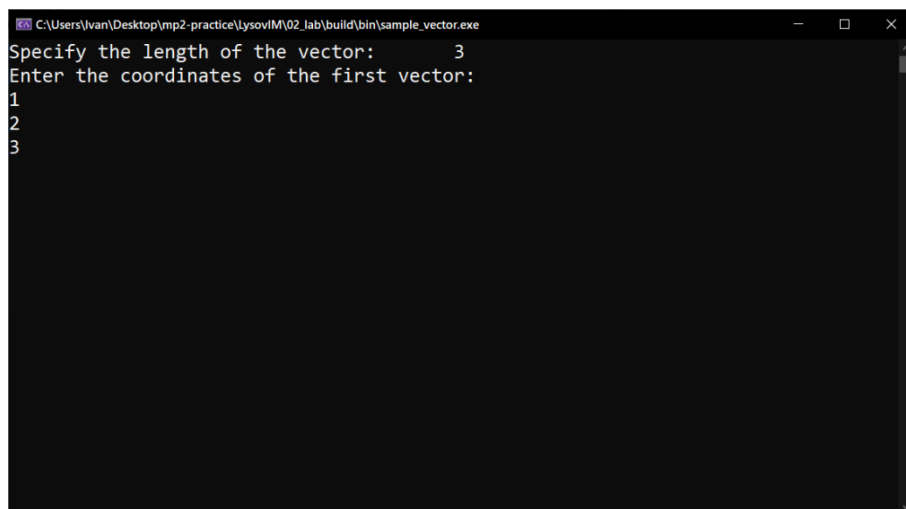 C:\Users\Ivan\Desktop\mp2-practice\LysovIM\02_lab\build\bin\sample_vector.exe
Specify the length of the vector: 3
Enter the coordinates of the first vector:
1
2
3